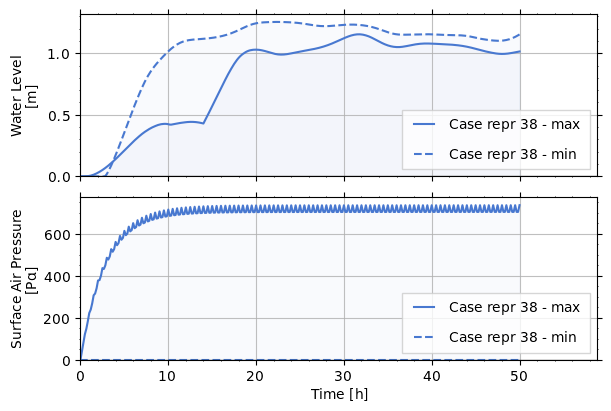 Water Level
[m]
1.0
0.5
0.0
Case repr 38 - max
Case repr 38 - min
Surface Air Pressure
[Pa]
600
400
200
0
Case repr 38 - max
Case repr 38 - min
0 10 20 30 40 50
Time [h]